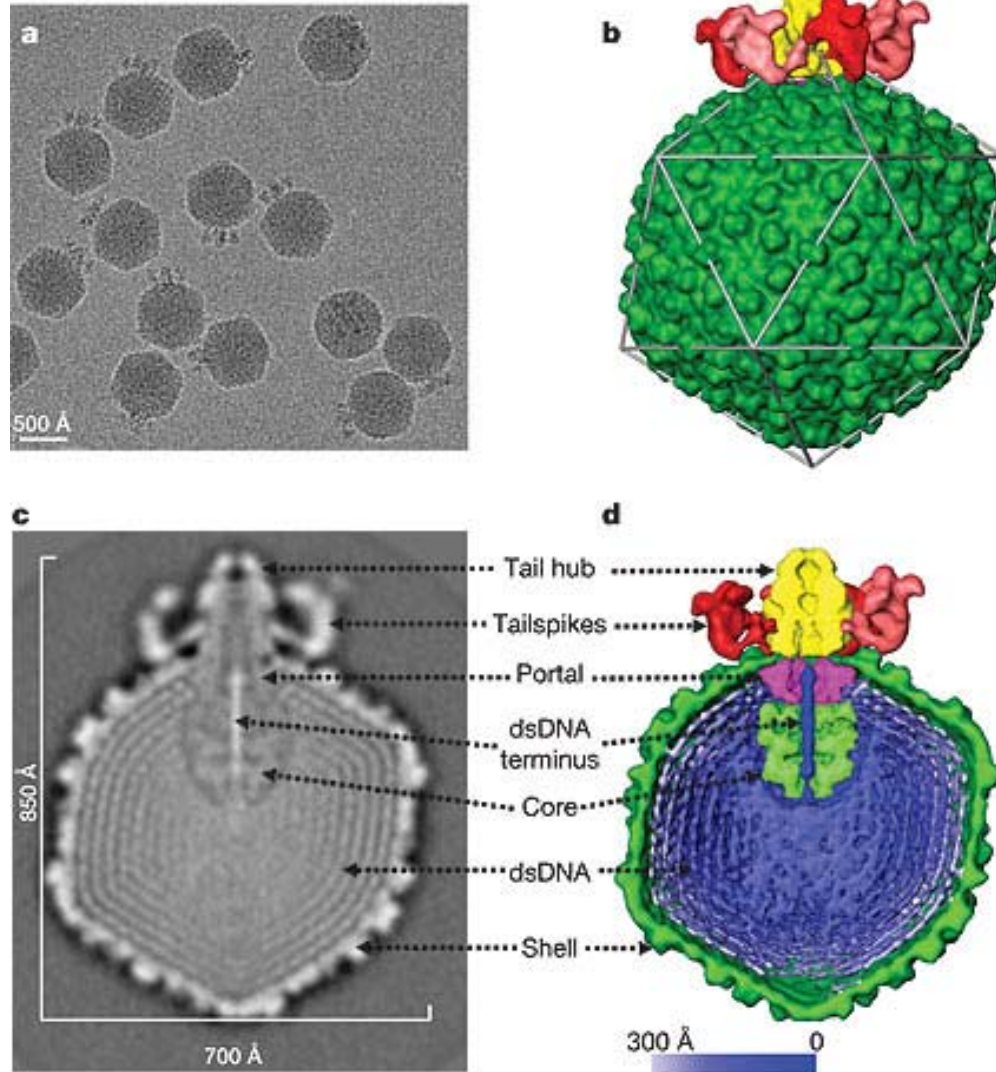 a
b
500 Å
c
d
Tail hub
Tailspikes
Portal
dsDNA
terminus
Core
dsDNA
Shell
850 Å
700 Å
300 Å 0